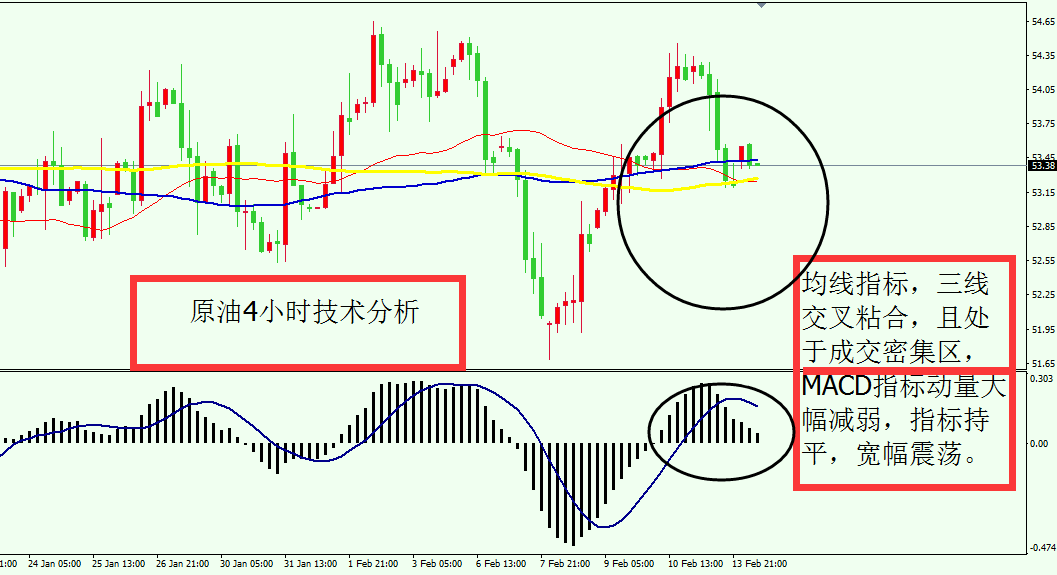 54.65
54.35
54.05
53.75
53.45
53.38
53.15
52.85
52.55
52.25
51.95
51.65
原油4小时技术分析
均线指标，三线
交叉粘合，且处
于成交密集区，
MACD指标动量大
幅减弱，指标持
平，宽幅震荡。
0.303
0.00
-0.474
1:00
24 Jan 05:00
25 Jan 13:00
26 Jan 21:00
30 Jan 05:00
31 Jan 13:00
1 Feb 21:00
3 Feb 05:00
6 Feb 13:00
7 Feb 21:00
9 Feb 05:00
10 Feb 13:00
13 Feb 21:00